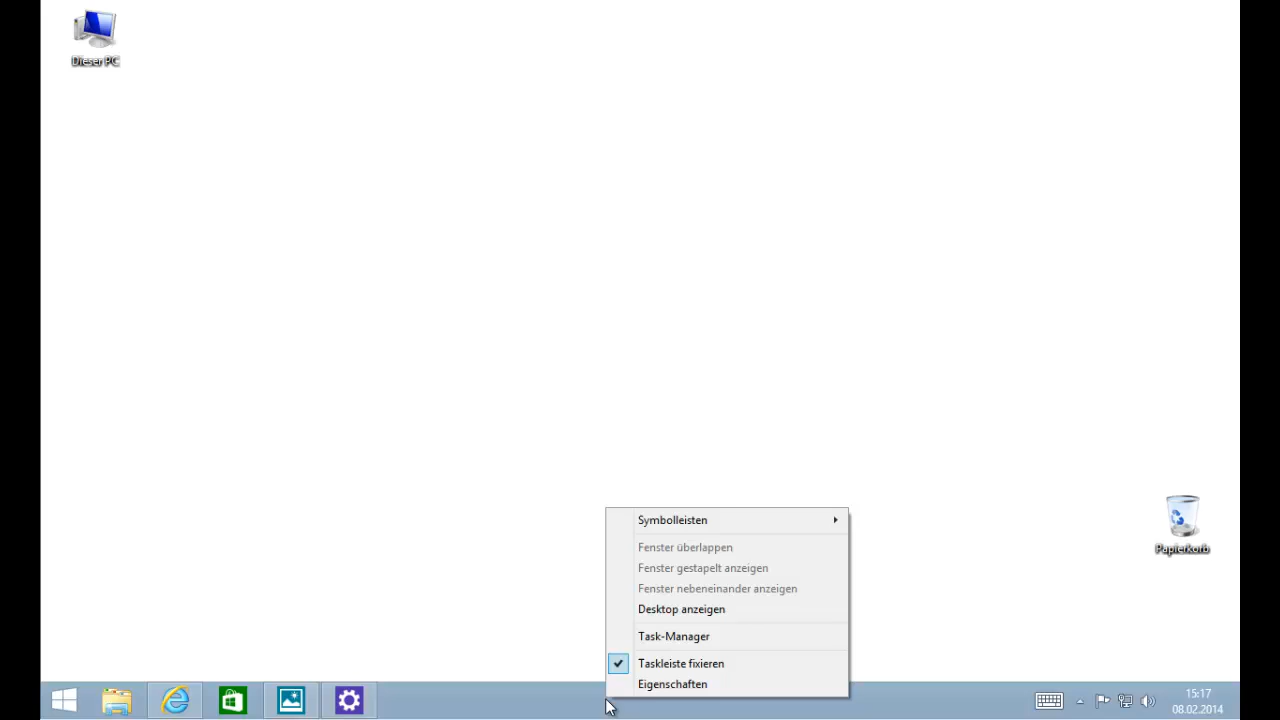 Dieser PC
Papierkorb
Symbolleisten
Fenster überlappen
Fenster gestapelt anzeigen
Fenster nebeneinander anzeigen
Desktop anzeigen
Task-Manager
Taskleiste fixieren
Eigenschaften
15:17
08.02.2014